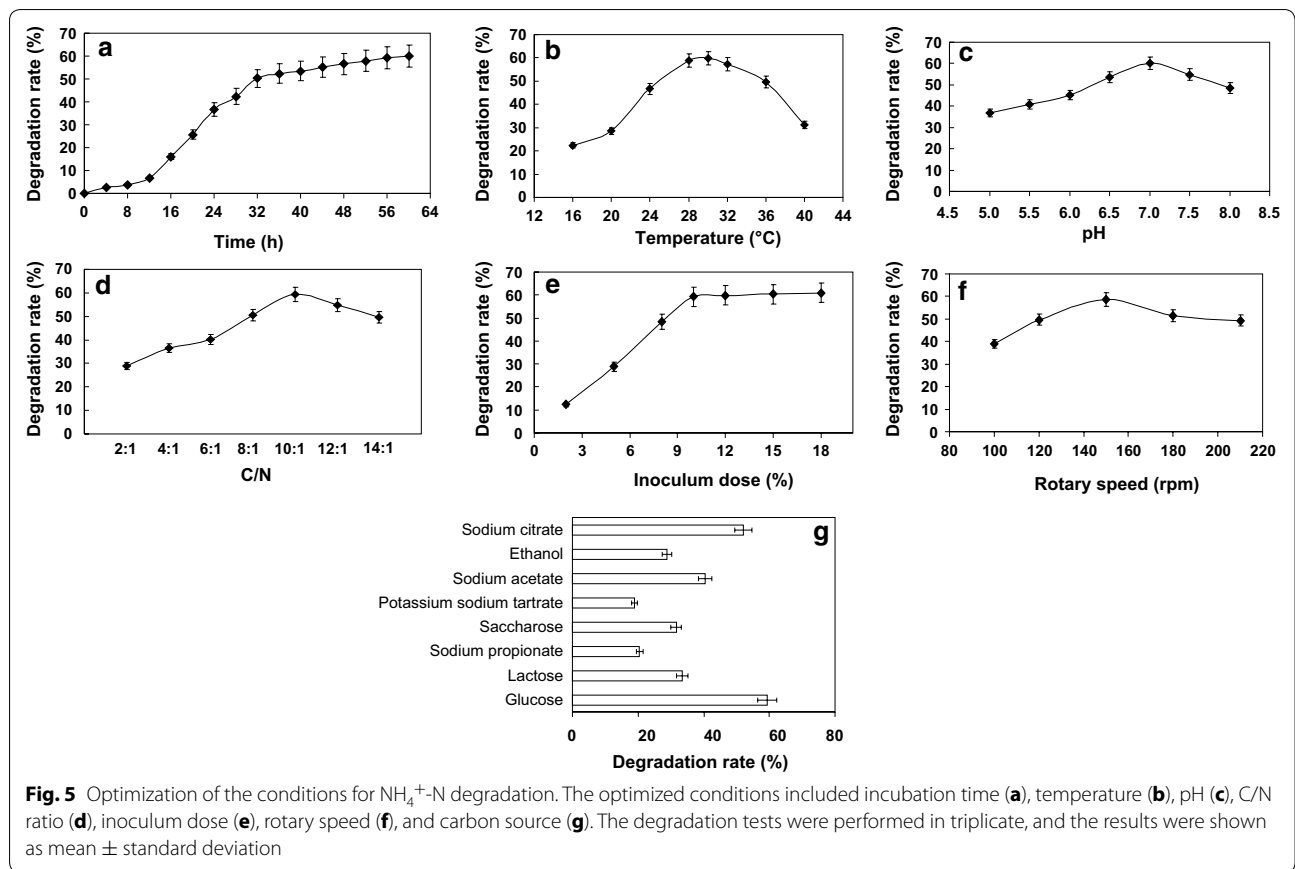 a
Degradation rate (%)
70
60
50
40
30
20
10
0
0 8 16 24 32 40 48 56 64
Time (h)
b
Degradation rate (%)
70
60
50
40
30
20
10
0
12 16 20 24 28 32 36 40 44
Temperature (°C)
c
Degradation rate (%)
70
60
50
40
30
20
10
0
4.5 5.0 5.5 6.0 6.5 7.0 7.5 8.0 8.5
pH
d
Degradation rate (%)
70
60
50
40
30
20
10
0
2:1 4:1 6:1 8:1 10:1 12:1 14:1
C/N
e
Degradation rate (%)
70
60
50
40
30
20
10
0
0 3 6 9 12 15 18
Inoculum dose (%)
f
Degradation rate (%)
70
60
50
40
30
20
10
0
80 100 120 140 160 180 200 220
Rotary speed (rpm)
g
Sodium citrate
Ethanol
Sodium acetate
Potassium sodium tartrate
Saccharose
Sodium propionate
Lactose
Glucose
0 20 40 60 80
Degradation rate (%)
Fig. 5 Optimization of the conditions for NH₄⁺-N degradation. The optimized conditions included incubation time (a), temperature (b), pH (c), C/N
ratio (d), inoculum dose (e), rotary speed (f), and carbon source (g). The degradation tests were performed in triplicate, and the results were shown
as mean ± standard deviation